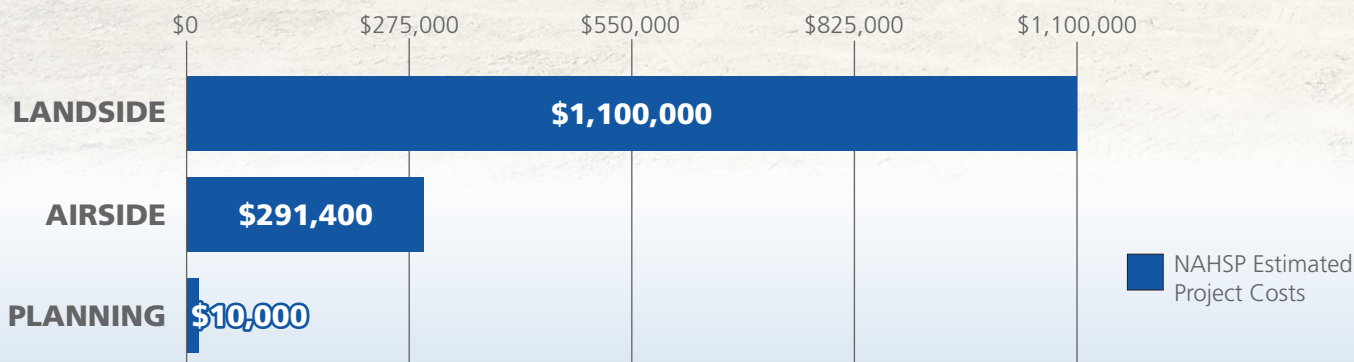 $0 $275,000 $550,000 $825,000 $1,100,000
LANDSIDE $1,100,000
AIRSIDE $291,400
PLANNING $10,000
NAHSP Estimated
Project Costs